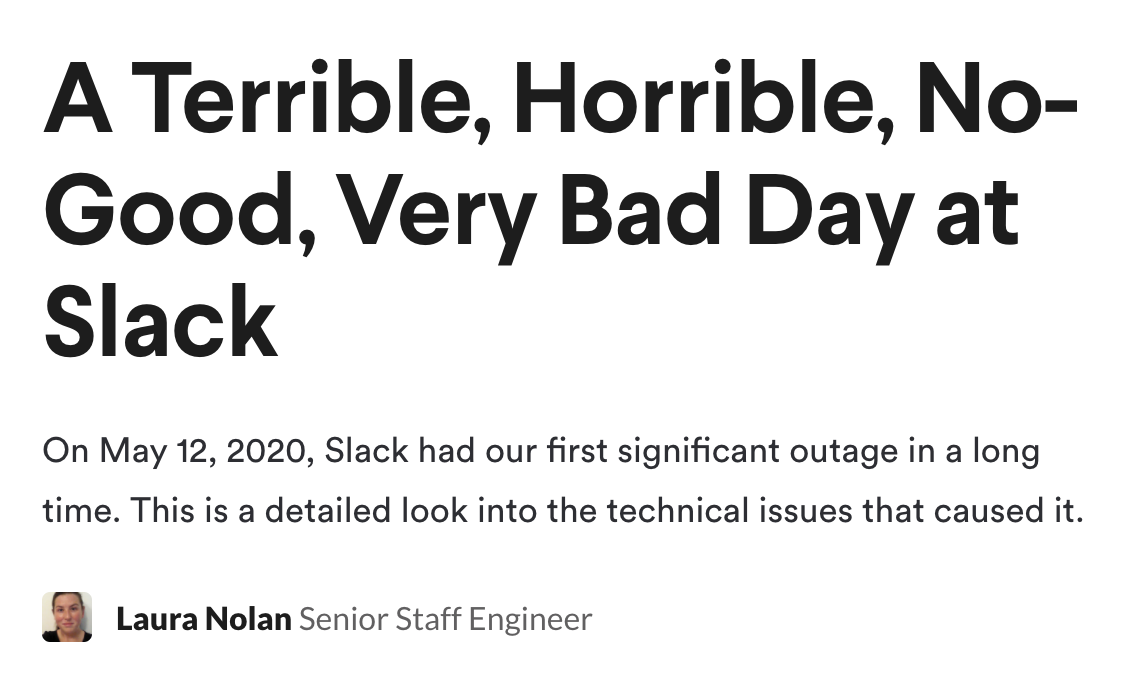 A Terrible, Horrible, No-
Good, Very Bad Day at
Slack
On May 12, 2020, Slack had our first significant outage in a long
time. This is a detailed look into the technical issues that caused it.
Laura Nolan Senior Staff Engineer